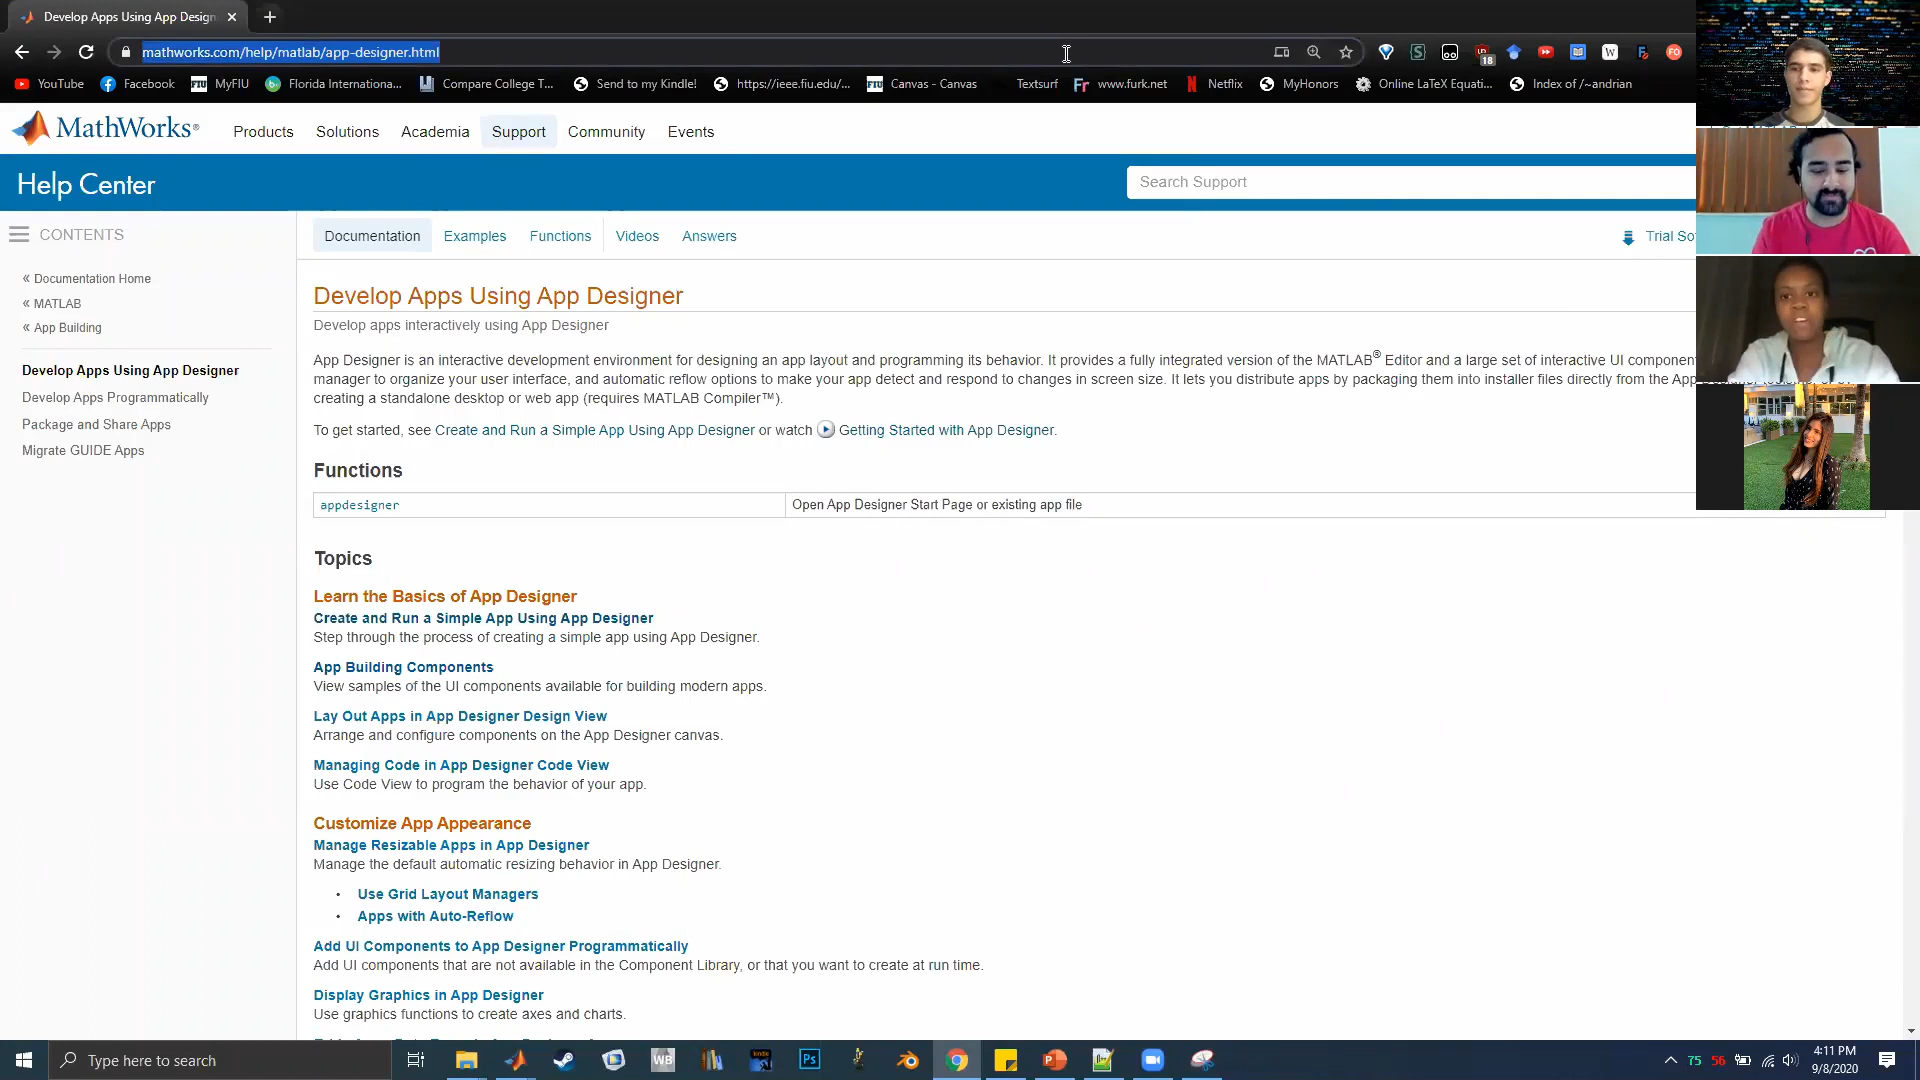 Develop Apps Using App Design
mathworks.com/help/matlab/app-designer.html
18
W
FO
YouTube
Facebook
FIU MyFIU
Florida Internationa...
Compare College T...
Send to my Kindle!
https://ieee.fiu.edu/...
FIU Canvas - Canvas
Textsurf
Fr www.furk.net
N Netflix
MyHonors
Online LaTeX Equati...
Index of /~andrian
MathWorks®
Products
Solutions
Academia
Support
Community
Events
Help Center
Search Support
CONTENTS
Documentation
Examples
Functions
Videos
Answers
Trial So
« Documentation Home
« MATLAB
« App Building
Develop Apps Using App Designer
Develop Apps Programmatically
Package and Share Apps
Migrate GUIDE Apps
Develop Apps Using App Designer
Develop apps interactively using App Designer
App Designer is an interactive development environment for designing an app layout and programming its behavior. It provides a fully integrated version of the MATLAB® Editor and a large set of interactive UI component
manager to organize your user interface, and automatic reflow options to make your app detect and respond to changes in screen size. It lets you distribute apps by packaging them into installer files directly from the App
creating a standalone desktop or web app (requires MATLAB Compiler™).
To get started, see Create and Run a Simple App Using App Designer or watch Getting Started with App Designer.
Functions
appdesigner
Open App Designer Start Page or existing app file
Topics
Learn the Basics of App Designer
Create and Run a Simple App Using App Designer
Step through the process of creating a simple app using App Designer.
App Building Components
View samples of the UI components available for building modern apps.
Lay Out Apps in App Designer Design View
Arrange and configure components on the App Designer canvas.
Managing Code in App Designer Code View
Use Code View to program the behavior of your app.
Customize App Appearance
Manage Resizable Apps in App Designer
Manage the default automatic resizing behavior in App Designer.
• Use Grid Layout Managers
• Apps with Auto-Reflow
Add UI Components to App Designer Programmatically
Add UI components that are not available in the Component Library, or that you want to create at run time.
Display Graphics in App Designer
Use graphics functions to create axes and charts.
Type here to search
WB
kindle
Ps
75
56
4:11 PM
9/8/2020